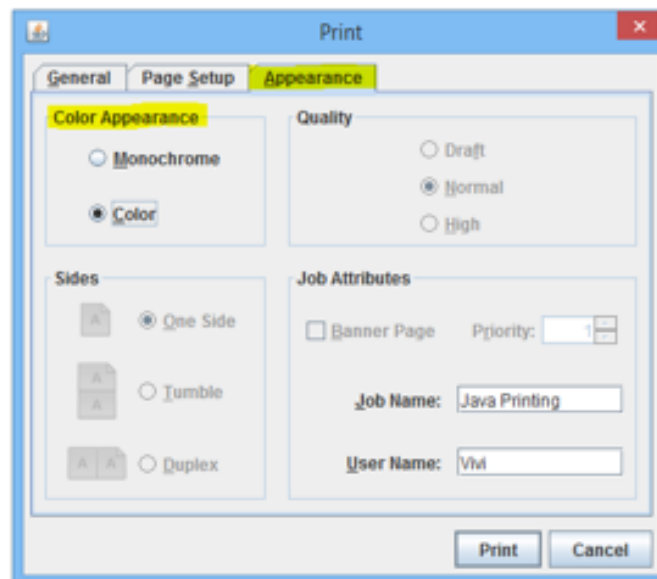 Print
General Page Setup Appearance
Color Appearance
Monochrome
Color
Quality
Draft
Normal
High
Sides
A
One Side
A
A
Tumble
A A
Duplex
Job Attributes
Banner Page Priority: 1
Job Name: Java Printing
User Name: Vivi
Print Cancel